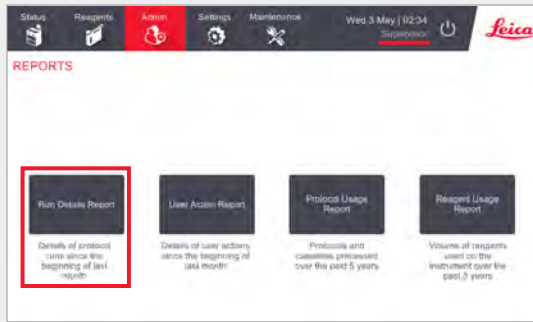 Status Reagents Admin Settings Maintenance
Wed 3 May | 02:34
Supervisor
Leica
REPORTS
Run Details Report
Details of protocol
runs since the
beginning of last
month
User Action Report
Details of user actions
since the beginning of
last month
Protocol Usage
Report
Protocols and
cassettes processed
over the past 5 years
Reagent Usage
Report
Volume of reagents
used on the
instrument over the
past 5 years